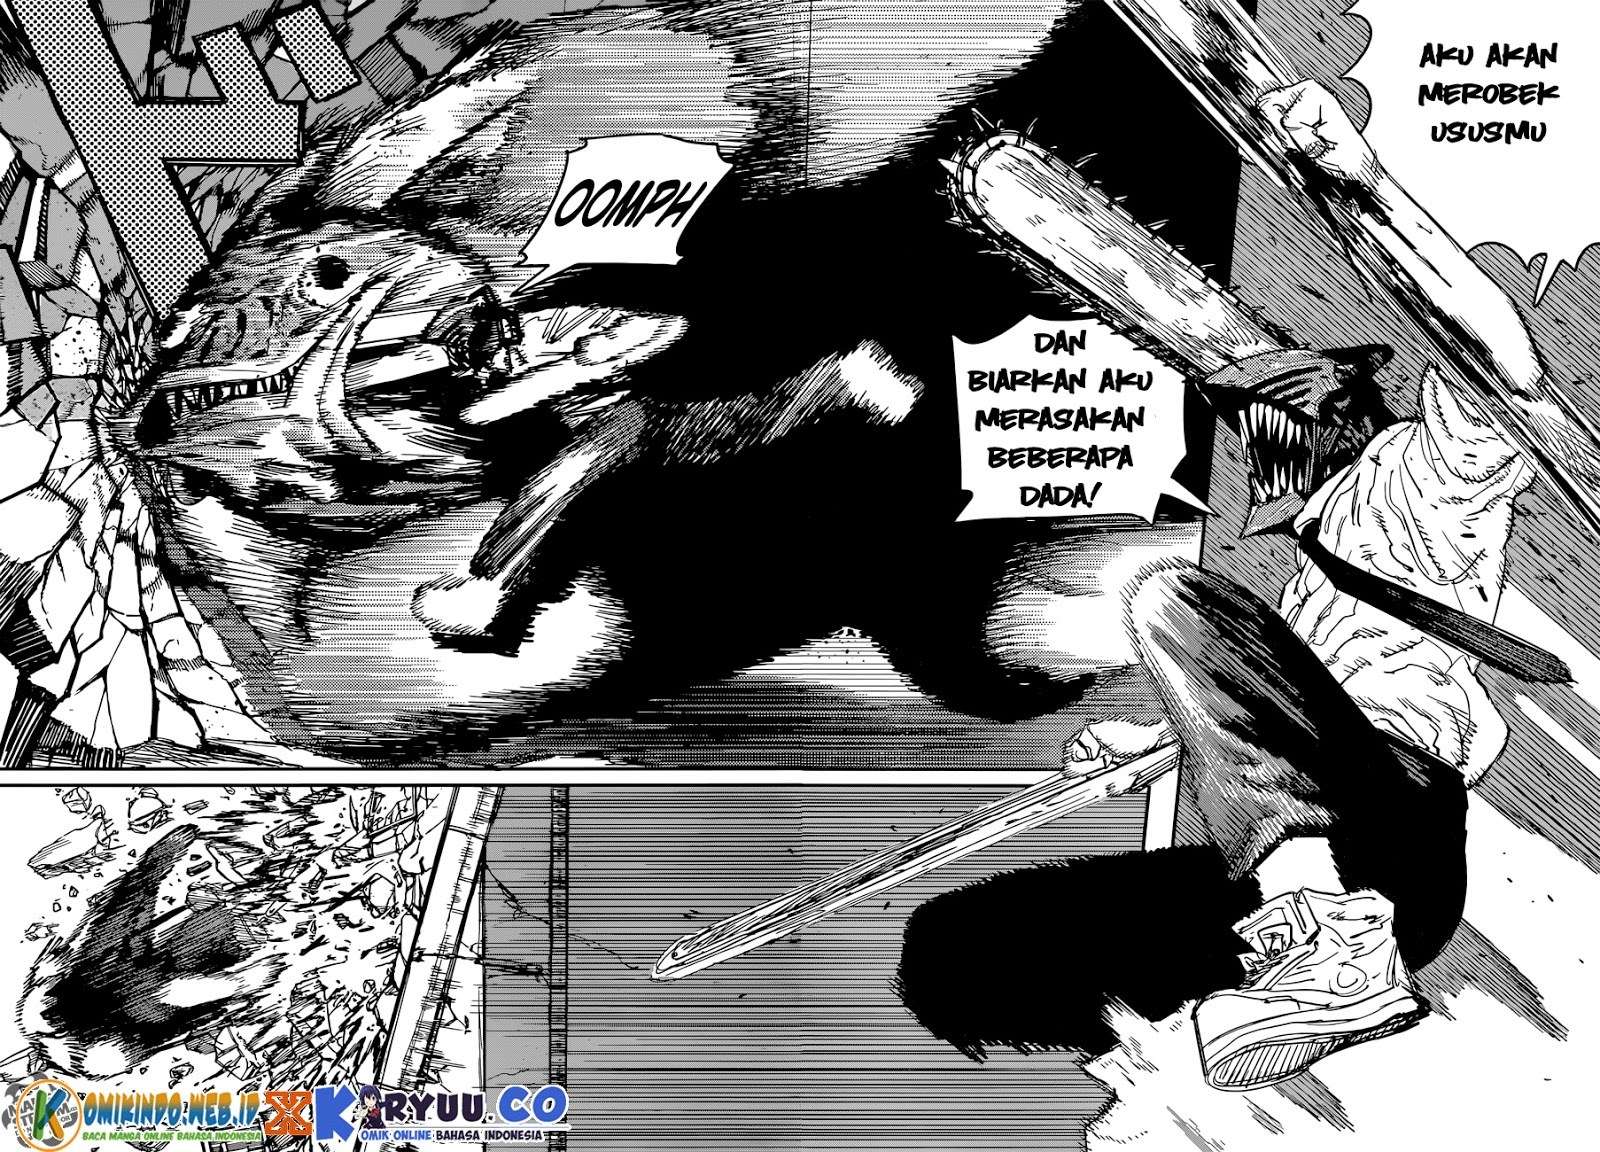 AKU AKAN
MEROBEK
USUSMU
DAN
BIARKAN AKU
MERASAKAN
BEBERAPA
DADA!
OOMPH
KOMIKINDO.WEB.ID X KIRYUU.CO
BACA MANGA ONLINE BAHASA INDONESIA
OMIK ONLINE BAHASA INDONESIA